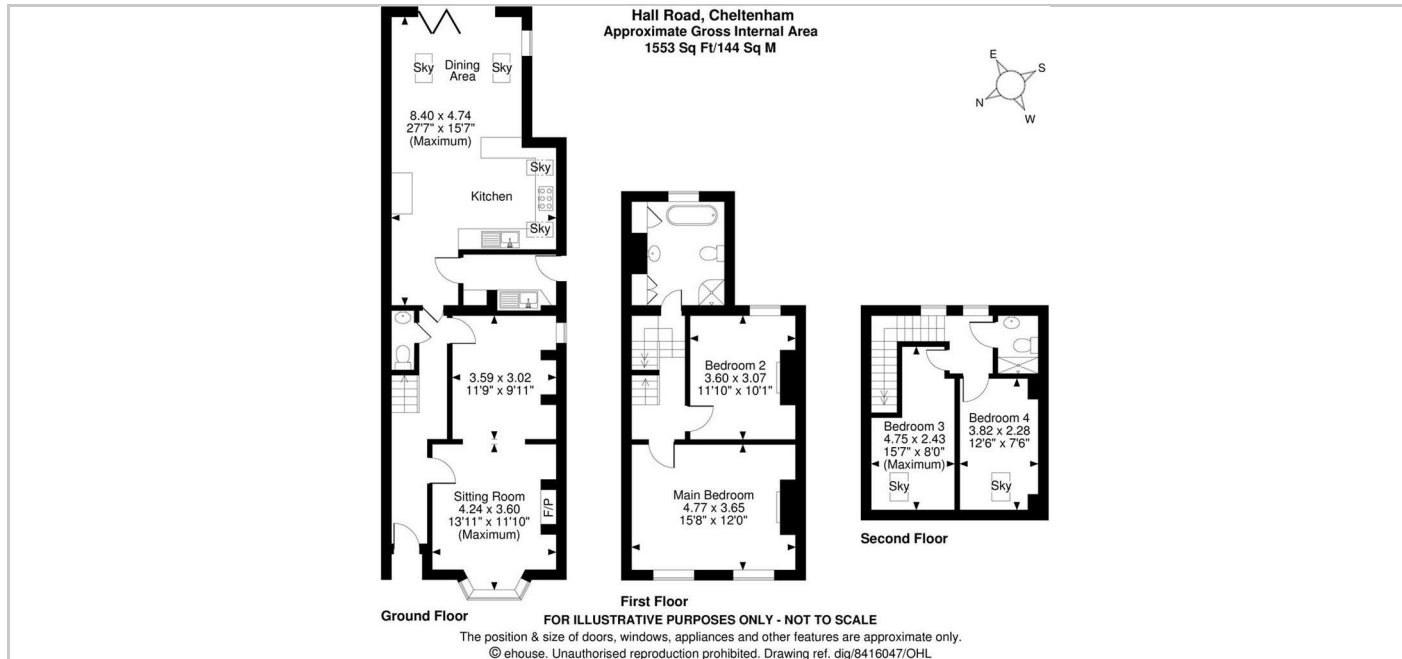 Hall Road, Cheltenham
Approximate Gross Internal Area
1553 Sq Ft/144 Sq M
E
S
N
W
Sky
Dining
Area
Sky
8.40 x 4.74
27'7" x 15'7"
(Maximum)
Sky
Kitchen
Sky
3.59 x 3.02
11'9" x 9'11"
Sitting Room
4.24 x 3.60
13'11" x 11'10"
(Maximum)
F/P
Ground Floor
Bedroom 2
3.60 x 3.07
11'10" x 10'1"
Main Bedroom
4.77 x 3.65
15'8" x 12'0"
First Floor
Bedroom 3
4.75 x 2.43
15'7" x 8'0"
(Maximum)
Sky
Bedroom 4
3.82 x 2.28
12'6" x 7'6"
Sky
Second Floor
FOR ILLUSTRATIVE PURPOSES ONLY - NOT TO SCALE
The position & size of doors, windows, appliances and other features are approximate only.
© ehouse. Unauthorised reproduction prohibited. Drawing ref. dig/8416047/OHL